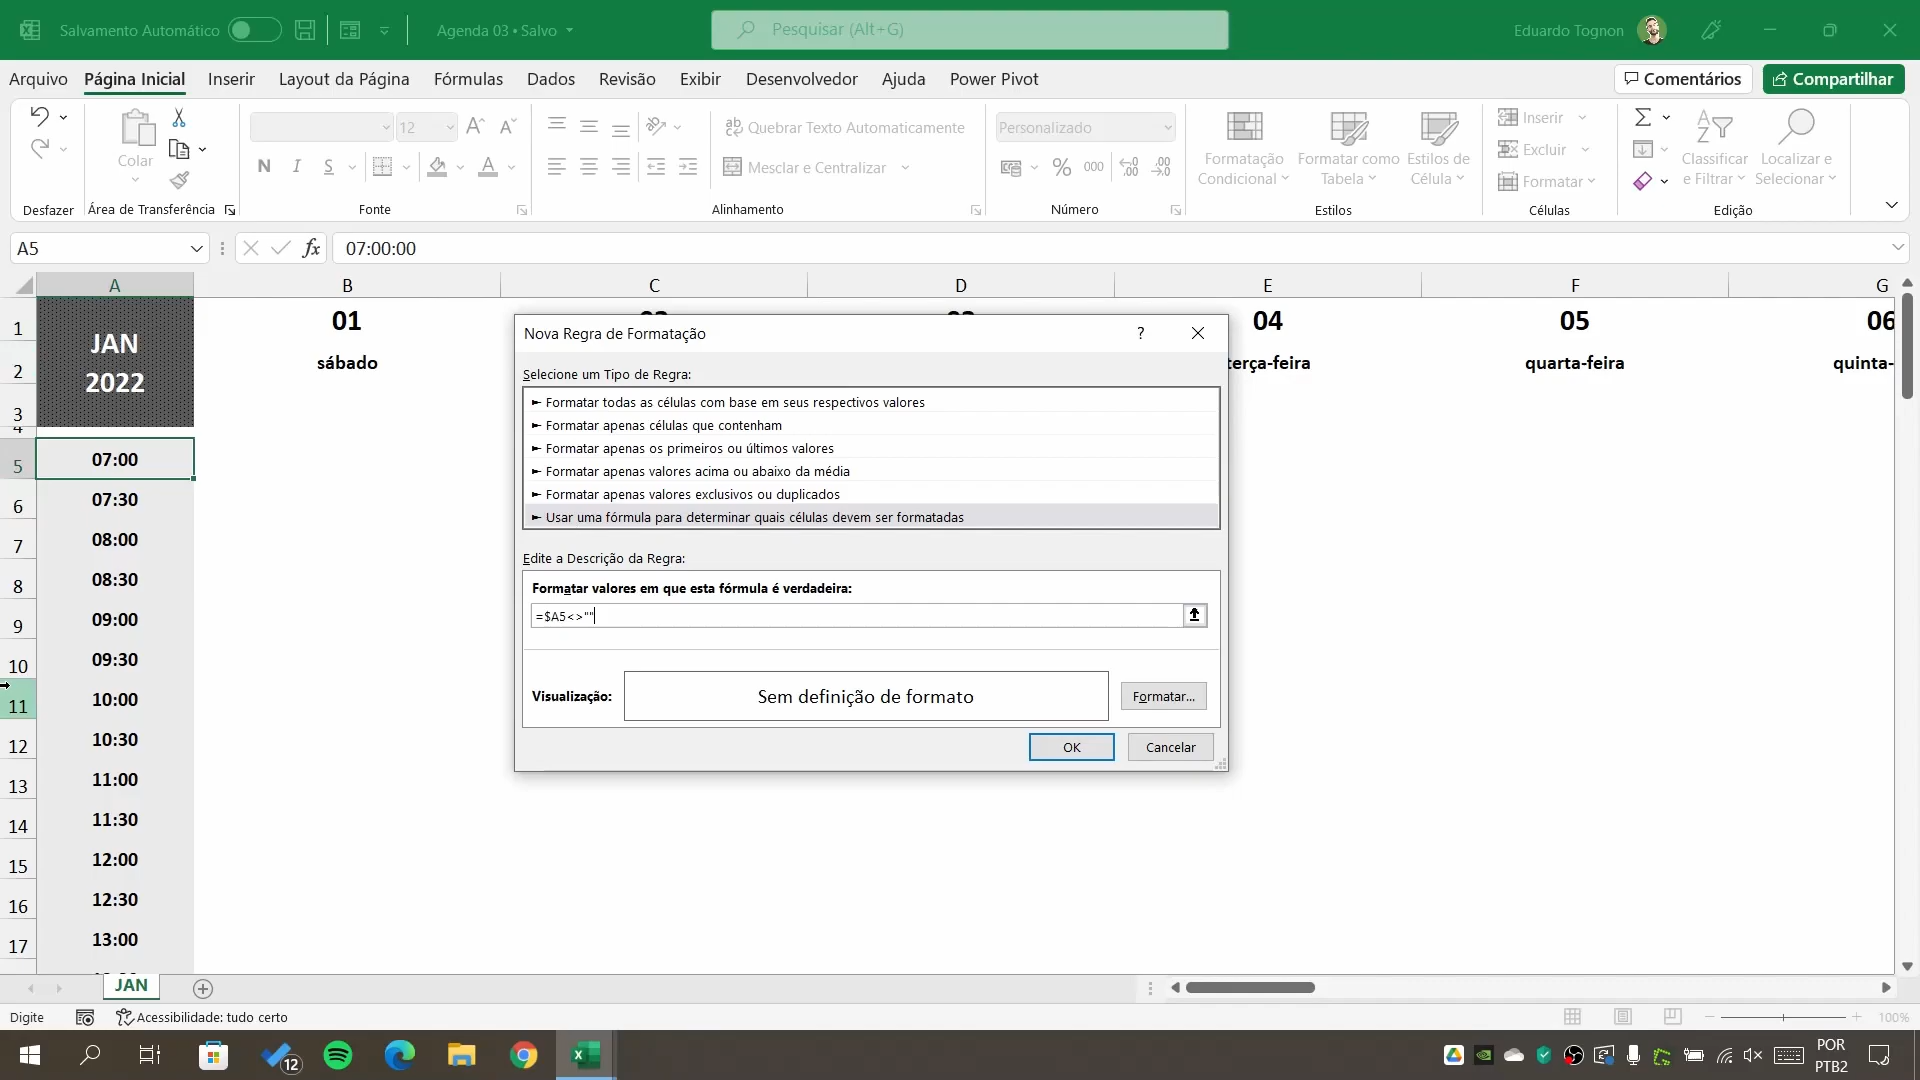 Salvamento Automático
Agenda 03 • Salvo
Pesquisar (Alt+G)
Eduardo Tognon
Arquivo
Página Inicial
Inserir
Layout da Página
Fórmulas
Dados
Revisão
Exibir
Desenvolvedor
Ajuda
Power Pivot
Comentários
Compartilhar
Desfazer
Colar
Área de Transferência
12
N I S
Fonte
Quebrar Texto Automaticamente
Mesclar e Centralizar
Alinhamento
Personalizado
% 000
Número
Formatação
Condicional
Formatar como
Tabela
Estilos de
Célula
Estilos
Inserir
Excluir
Formatar
Células
Classificar
e Filtrar
Localizar e
Selecionar
Edição
A5
fx
07:00:00
A B C D E F G
1 2 3 4 5 6 7 8 9 10 11 12 13 14 15 16 17
JAN
2022
01
sábado
04
terça-feira
05
quarta-feira
06
quinta-
07:00
07:30
08:00
08:30
09:00
09:30
10:00
10:30
11:00
11:30
12:00
12:30
13:00
Nova Regra de Formatação
?
Selecione um Tipo de Regra:
► Formatar todas as células com base em seus respectivos valores
► Formatar apenas células que contenham
► Formatar apenas os primeiros ou últimos valores
► Formatar apenas valores acima ou abaixo da média
► Formatar apenas valores exclusivos ou duplicados
► Usar uma fórmula para determinar quais células devem ser formatadas
Edite a Descrição da Regra:
Formatar valores em que esta fórmula é verdadeira:
=$A5<>""
Visualização:
Sem definição de formato
Formatar...
OK
Cancelar
JAN
Digite
Acessibilidade: tudo certo
100%
12
POR
PTB2